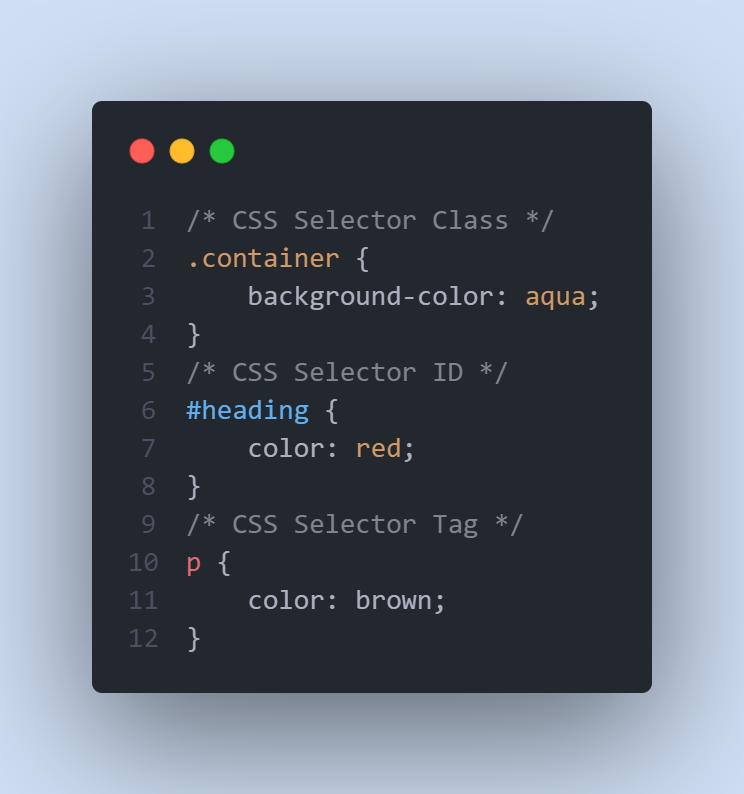 1 /* CSS Selector Class */
2 .container {
3     background-color: aqua;
4 }
5 /* CSS Selector ID */
6 #heading {
7     color: red;
8 }
9 /* CSS Selector Tag */
10 p {
11     color: brown;
12 }